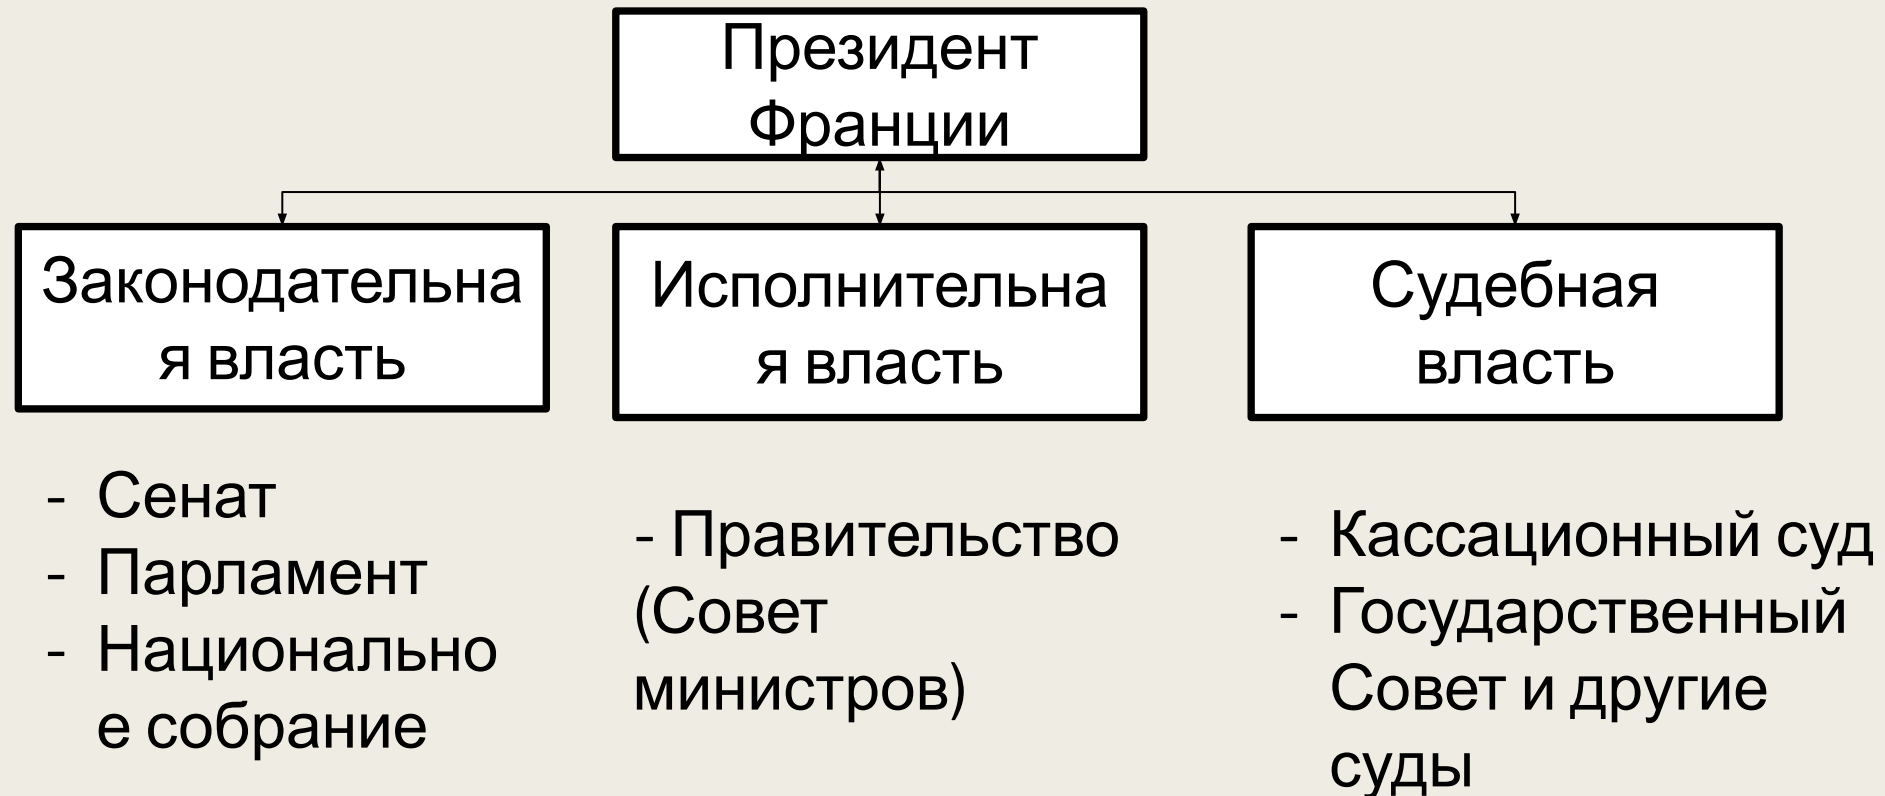 Президент
Франции
Законодательна
я власть
Исполнительна
я власть
Судебная
власть
- Сенат
- Парламент
- Национально
е собрание
- Правительство
(Совет
министров)
- Кассационный суд
- Государственный
Совет и другие
суды